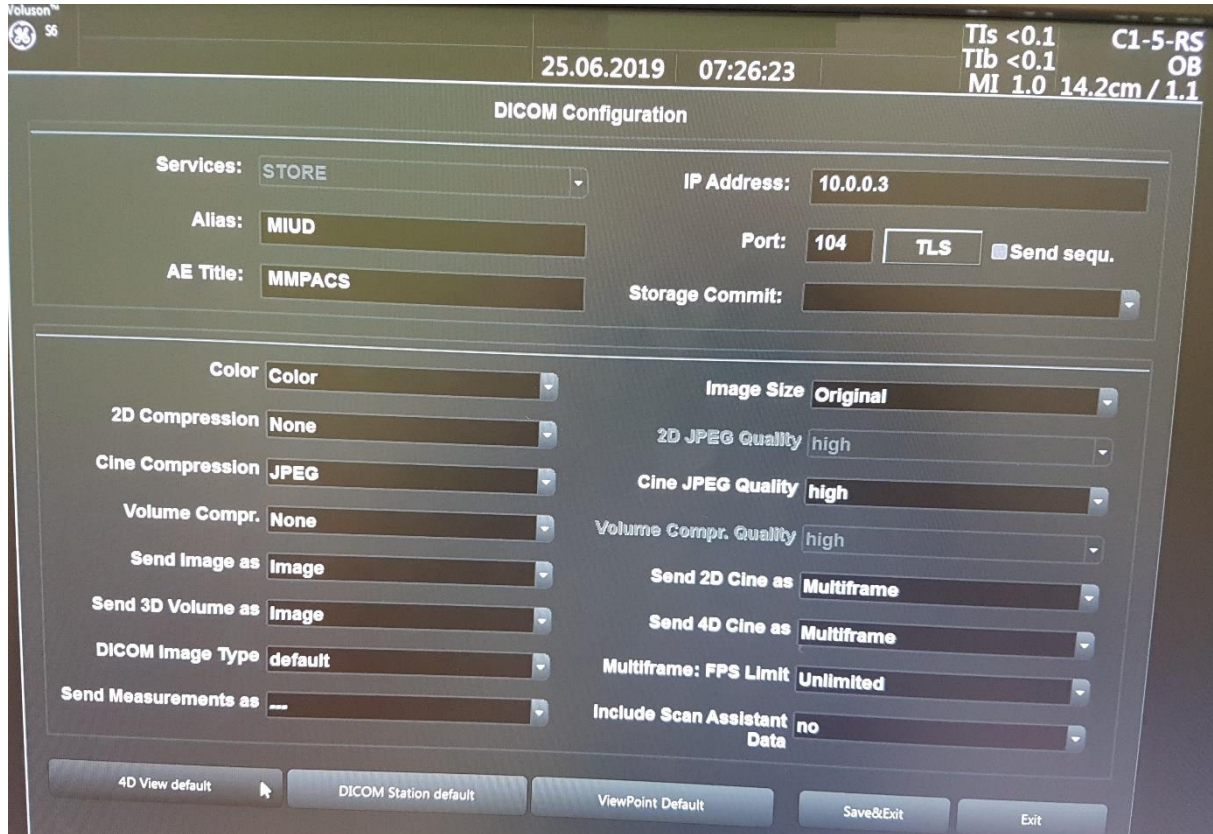 Voluson™
S6
TIs <0.1 C1-5-RS
TIb <0.1 OB
25.06.2019 07:26:23 MI 1.0 14.2cm / 1.1
DICOM Configuration
Services: STORE IP Address: 10.0.0.3
Alias: MIUD Port: 104 TLS Send sequ.
AE Title: MMPACS Storage Commit:
Color Color Image Size Original
2D Compression None 2D JPEG Quality high
Cine Compression JPEG Cine JPEG Quality high
Volume Compr. None Volume Compr. Quality high
Send Image as Image Send 2D Cine as Multiframe
Send 3D Volume as Image Send 4D Cine as Multiframe
DICOM Image Type default Multiframe: FPS Limit Unlimited
Send Measurements as --- Include Scan Assistant no
Data
4D View default DICOM Station default ViewPoint Default Save&Exit Exit